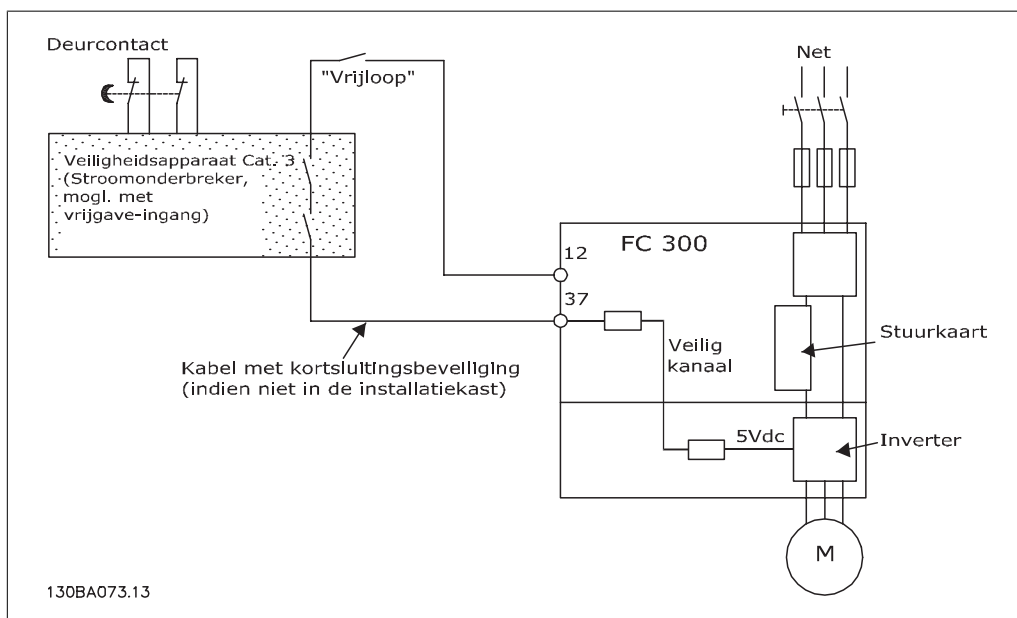 Deurcontact
"Vrijloop"
Net
Veiligheidsapparaat Cat. 3
(Stroomonderbreker,
mogl. met
vrijgave-ingang)
FC 300
12
37
Veilig
kanaal
Stuurkaart
Kabel met kortsluitingsbeveiliging
(indien niet in de installatiekast)
5Vdc
Inverter
M
130BA073.13